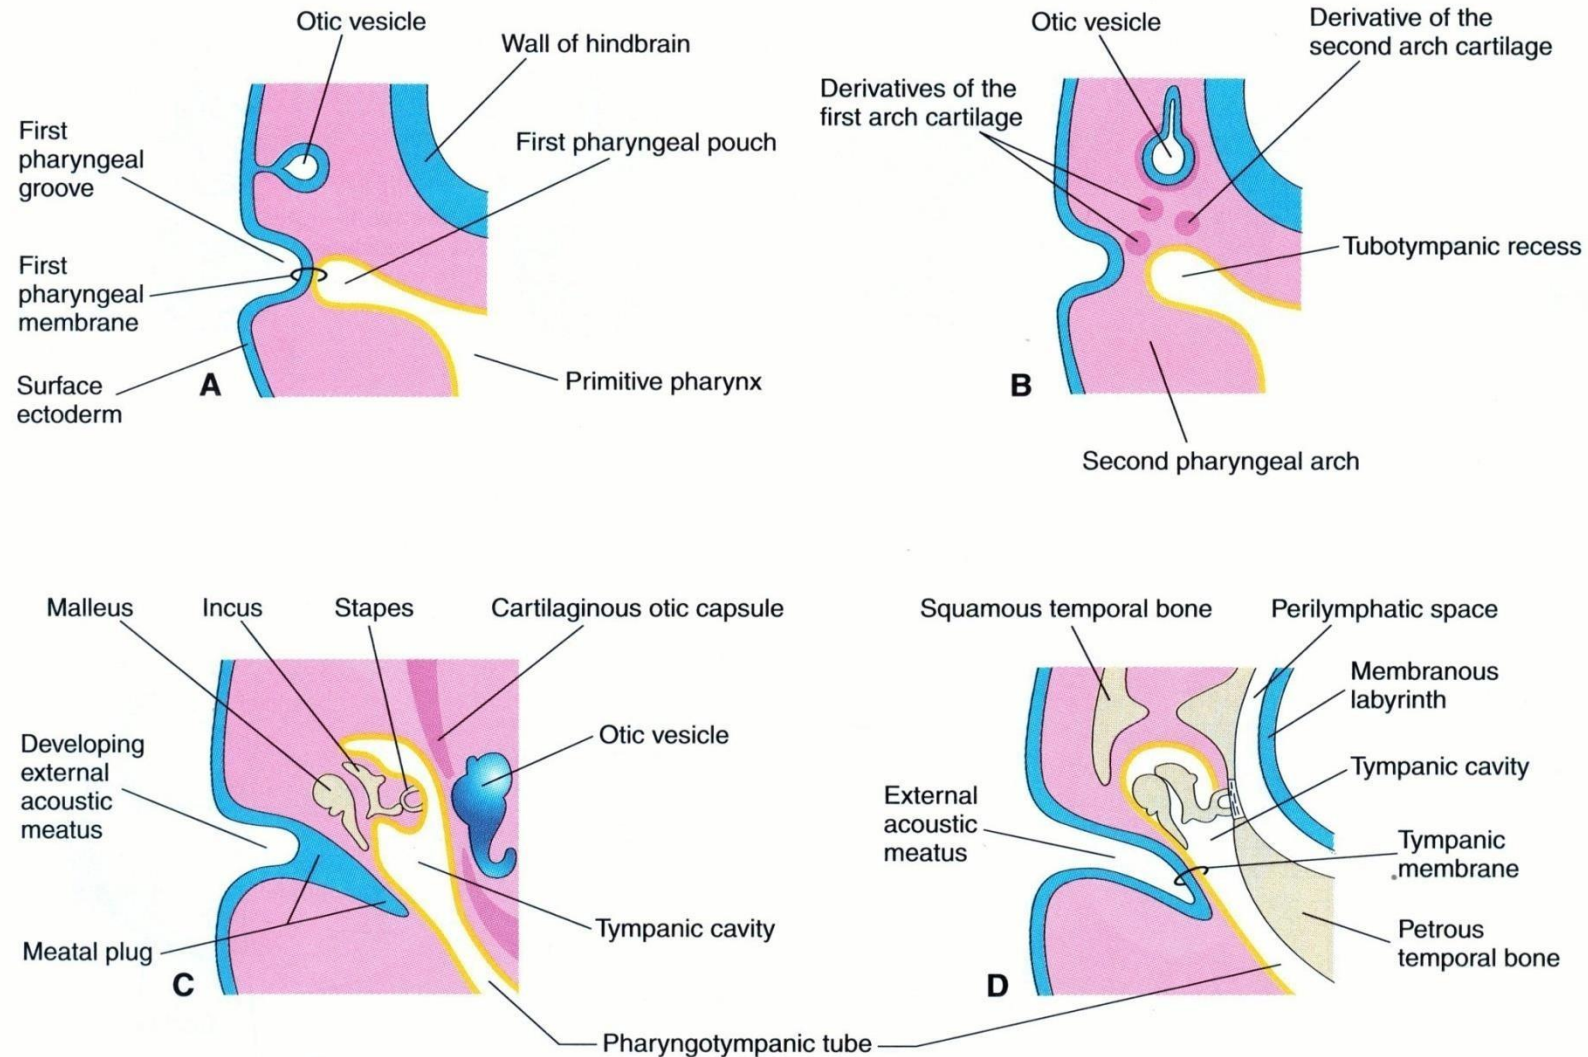 Otic vesicle
Wall of hindbrain
First
pharyngeal
groove
First pharyngeal pouch
First
pharyngeal
membrane
Surface
ectoderm
A
Primitive pharynx
Otic vesicle
Derivative of the
second arch cartilage
Derivatives of the
first arch cartilage
Tubotympanic recess
B
Second pharyngeal arch
Malleus
Incus
Stapes
Cartilaginous otic capsule
Developing
external
acoustic
meatus
Otic vesicle
Tympanic cavity
Meatal plug
C
Squamous temporal bone
Perilymphatic space
Membranous
labyrinth
Tympanic cavity
External
acoustic
meatus
Tympanic
membrane
Petrous
temporal bone
D
Pharyngotympanic tube